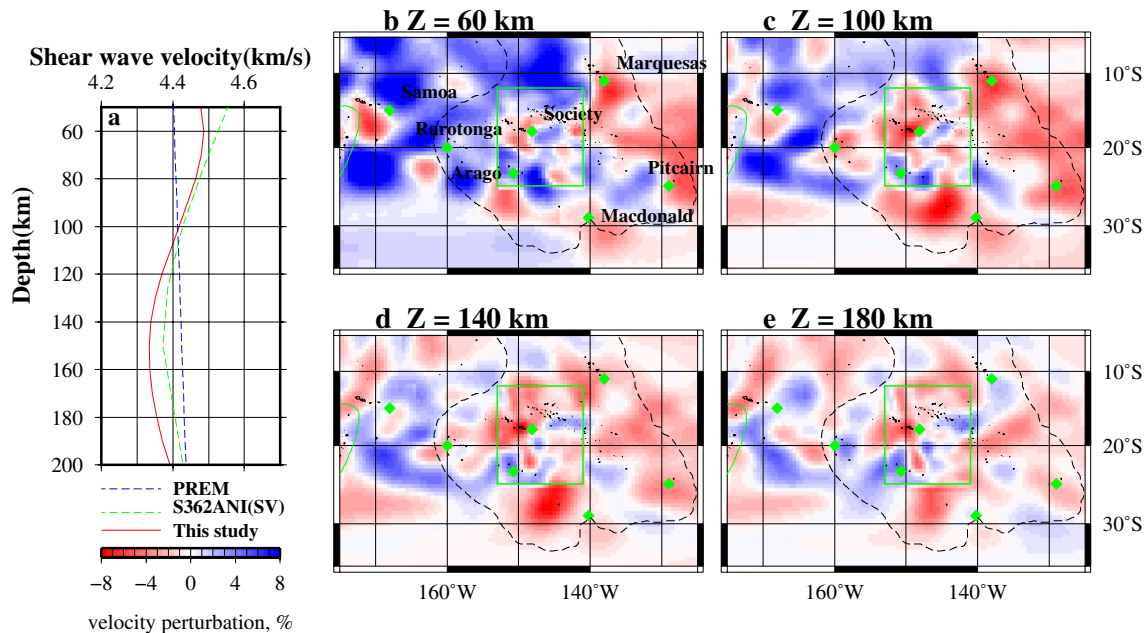 b Z = 60 km
c Z = 100 km
Shear wave velocity(km/s)
4.2 4.4 4.6
a
Depth(km)
60
80
100
120
140
160
180
200
Marquesas
Samoa
Society
Rarotonga
Arago
Pitcairn
Macdonald
10°S
20°S
30°S
d Z = 140 km
e Z = 180 km
10°S
20°S
30°S
160°W 140°W 160°W 140°W
PREM
S362ANI(SV)
This study
−8 −4 0 4 8
velocity perturbation, %